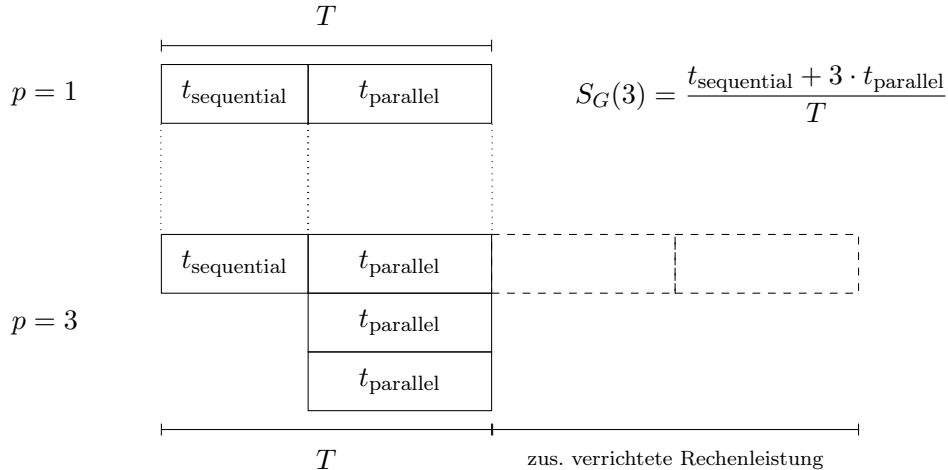 T
p = 1
t_sequential
t_parallel
S_G(3) = (t_sequential + 3 · t_parallel) / T
t_sequential
t_parallel
p = 3
t_parallel
t_parallel
T
zus. verrichtete Rechenleistung